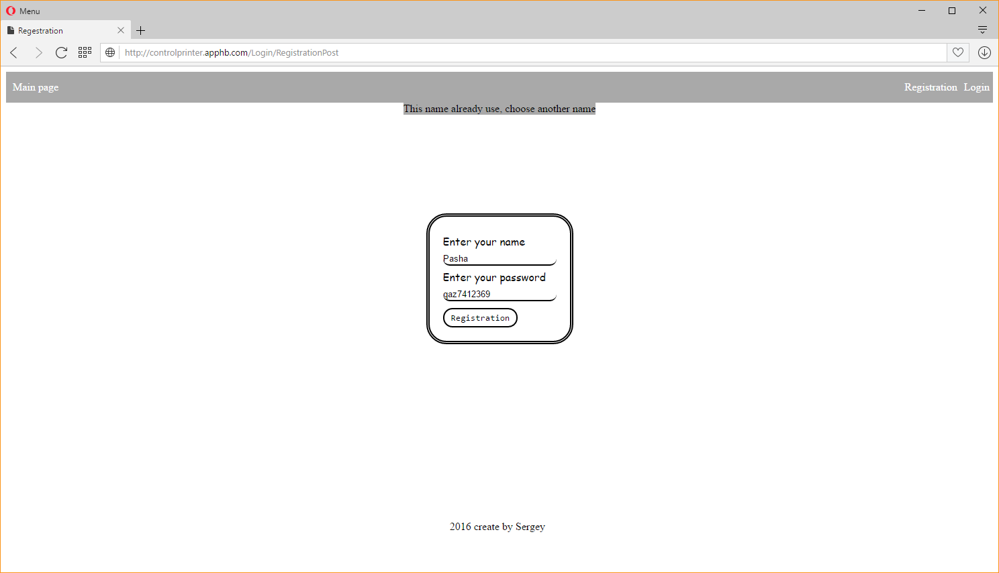 Menu
Regestration
http://controlprinter.apphb.com/Login/RegistrationPost
Main page
Registration Login
This name already use, choose another name
Enter your name
Pasha
Enter your password
qaz7412369
Registration
2016 create by Sergey